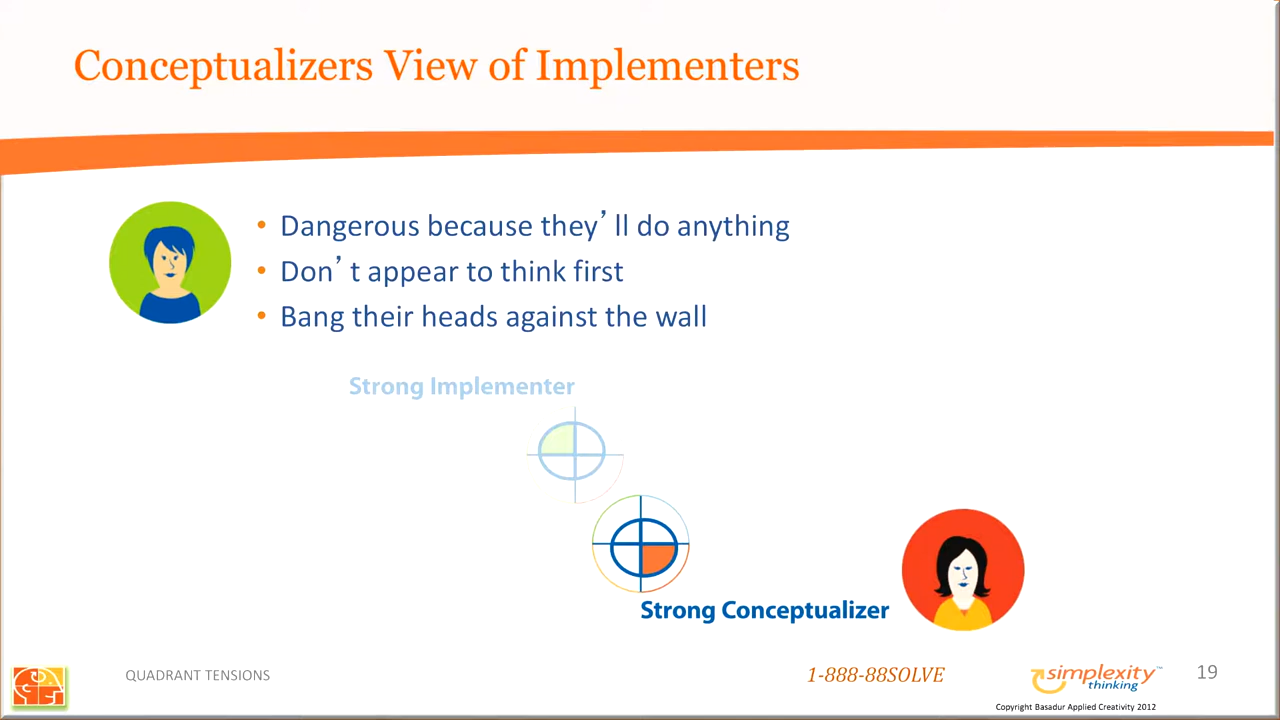 Conceptualizers View of Implementers
• Dangerous because they’ll do anything
• Don’t appear to think first
• Bang their heads against the wall
Strong Implementer
Strong Conceptualizer
QUADRANT TENSIONS
1-888-88SOLVE
simplexity™
thinking
19
Copyright Basadur Applied Creativity 2012